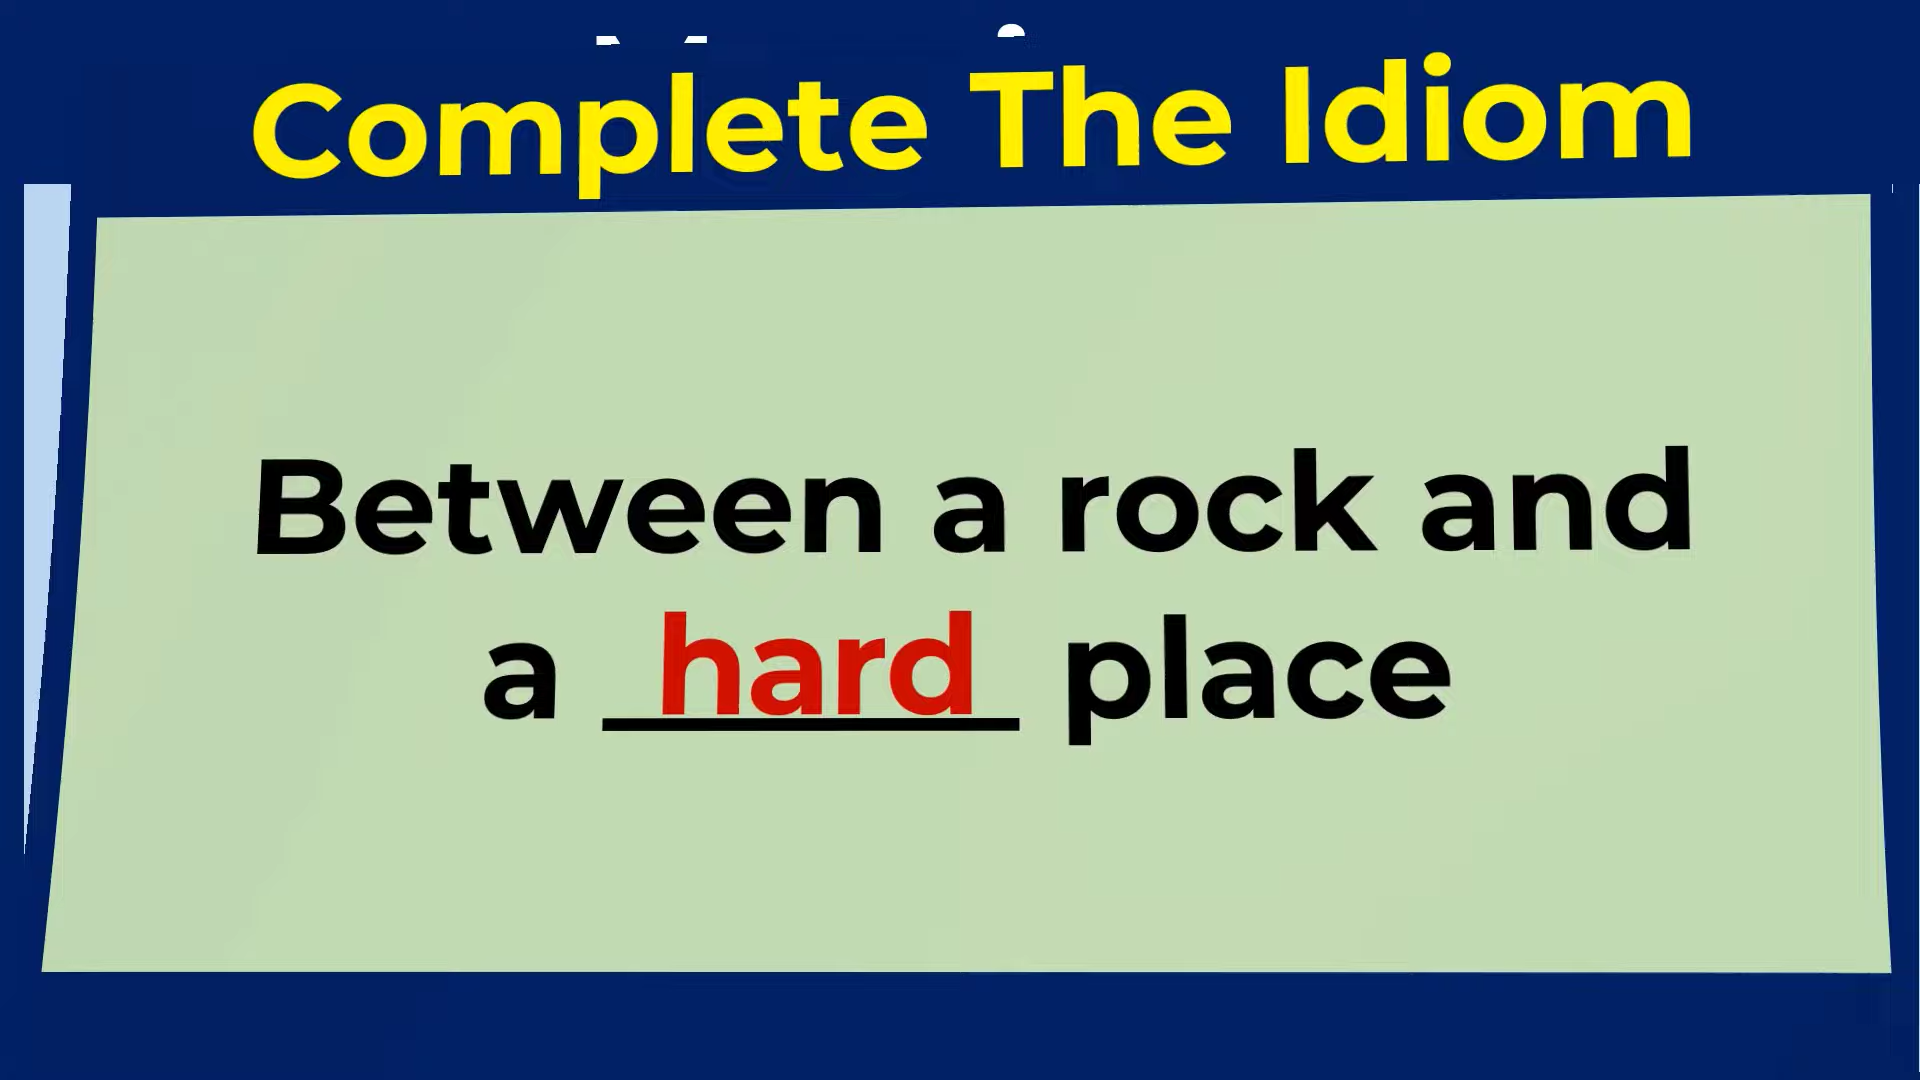 Complete The Idiom
Between a rock and
a hard place